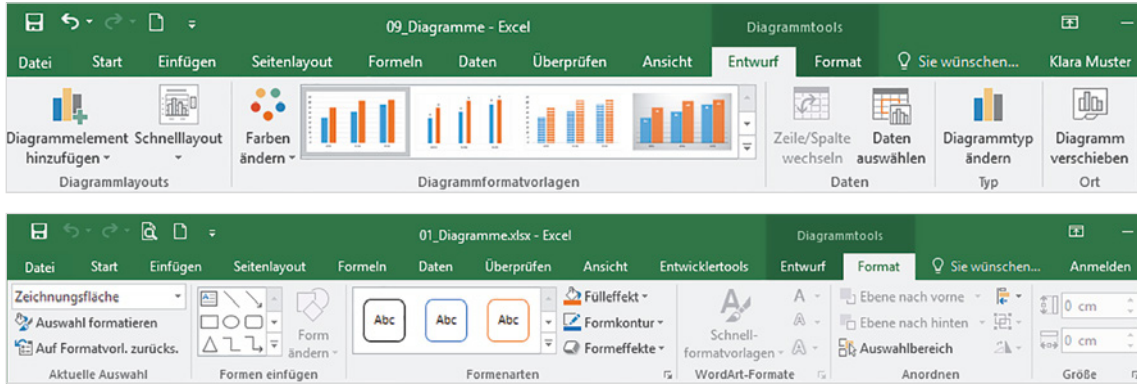 09_Diagramme - Excel
Diagrammtools
Datei Start Einfügen Seitenlayout Formeln Daten Überprüfen Ansicht Entwurf Format Sie wünschen... Klara Muster
Diagrammelement Schnelllayout Farben Zeile/Spalte Daten Diagrammtyp Diagramm
hinzufügen ändern wechseln auswählen ändern verschieben
Diagrammlayouts Diagrammformatvorlagen Daten Typ Ort
01_Diagramme.xlsx - Excel
Diagrammtools
Datei Start Einfügen Seitenlayout Formeln Daten Überprüfen Ansicht Entwicklertools Entwurf Format Sie wünschen... Anmelden
Zeichnungsfläche
Auswahl formatieren
Auf Formatvorl. zurücks.
Form
ändern
Abc Abc Abc
Fülleffekt
Formkontur
Formeffekte
Schnell-
formatvorlagen
A
A
A
Ebene nach vorne
Ebene nach hinten
Auswahlbereich
0 cm
0 cm
Aktuelle Auswahl Formen einfügen Formenarten WordArt-Formate Anordnen Größe